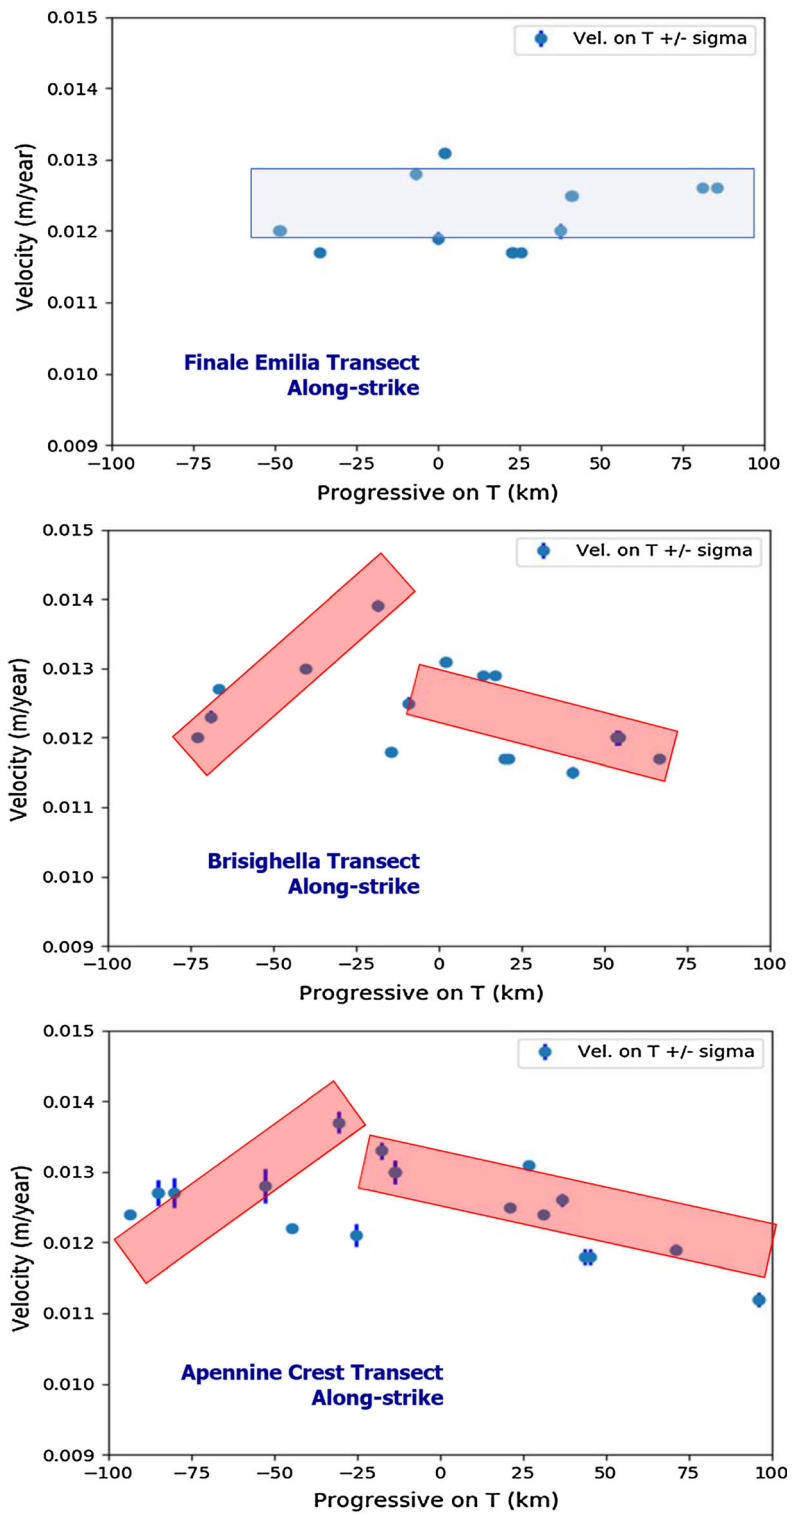 0.015
Vel. on T +/- sigma
0.014
0.013
0.012
0.011
0.010
0.009
Velocity (m/year)
Finale Emilia Transect
Along-strike
−100 −75 −50 −25 0 25 50 75 100
Progressive on T (km)
0.015
Vel. on T +/- sigma
0.014
0.013
0.012
0.011
0.010
0.009
Velocity (m/year)
Brisighella Transect
Along-strike
−100 −75 −50 −25 0 25 50 75 100
Progressive on T (km)
0.015
Vel. on T +/- sigma
0.014
0.013
0.012
0.011
0.010
0.009
Velocity (m/year)
Apennine Crest Transect
Along-strike
−100 −75 −50 −25 0 25 50 75 100
Progressive on T (km)